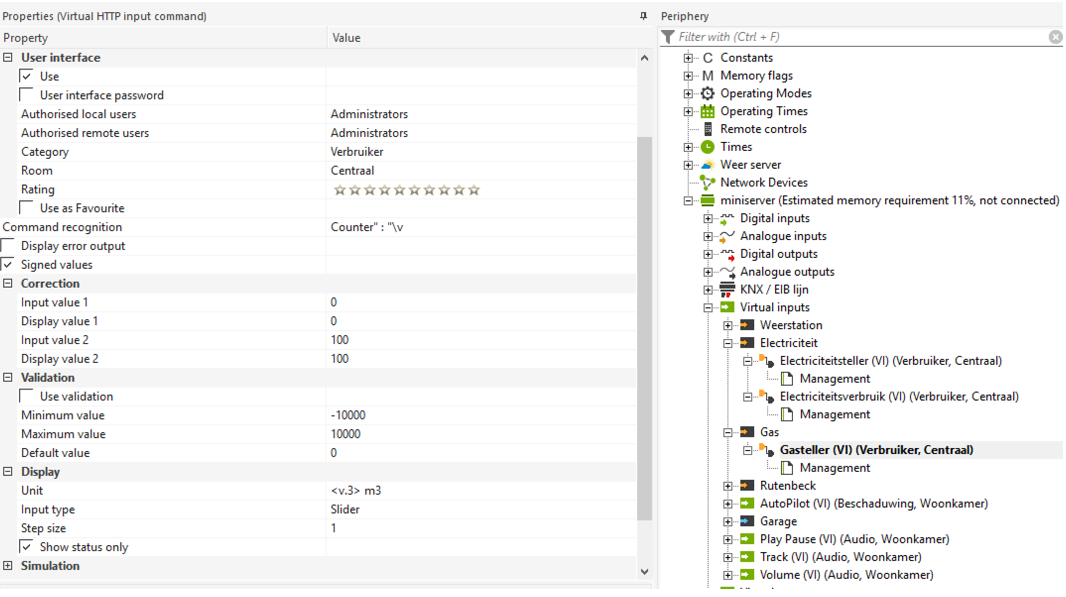 Properties (Virtual HTTP input command)
Property Value
User interface
Use
User interface password
Authorised local users Administrators
Authorised remote users Administrators
Category Verbruiker
Room Centraal
Rating
Use as Favourite
Command recognition Counter" : "\v
Display error output
Signed values
Correction
Input value 1 0
Display value 1 0
Input value 2 100
Display value 2 100
Validation
Use validation
Minimum value -10000
Maximum value 10000
Default value 0
Display
Unit <v.3> m3
Input type Slider
Step size 1
Show status only
Simulation
Periphery
Filter with (Ctrl + F)
C Constants
M Memory flags
Operating Modes
Operating Times
Remote controls
Times
Weer server
Network Devices
miniserver (Estimated memory requirement 11%, not connected)
Digital inputs
Analogue inputs
Digital outputs
Analogue outputs
KNX / EIB lijn
Virtual inputs
Weerstation
Electriciteit
Electriciteitsteller (VI) (Verbruiker, Centraal)
Management
Electriciteitsverbruik (VI) (Verbruiker, Centraal)
Management
Gas
Gasteller (VI) (Verbruiker, Centraal)
Management
Rutenbeck
AutoPilot (VI) (Beschaduwing, Woonkamer)
Garage
Play Pause (VI) (Audio, Woonkamer)
Track (VI) (Audio, Woonkamer)
Volume (VI) (Audio, Woonkamer)